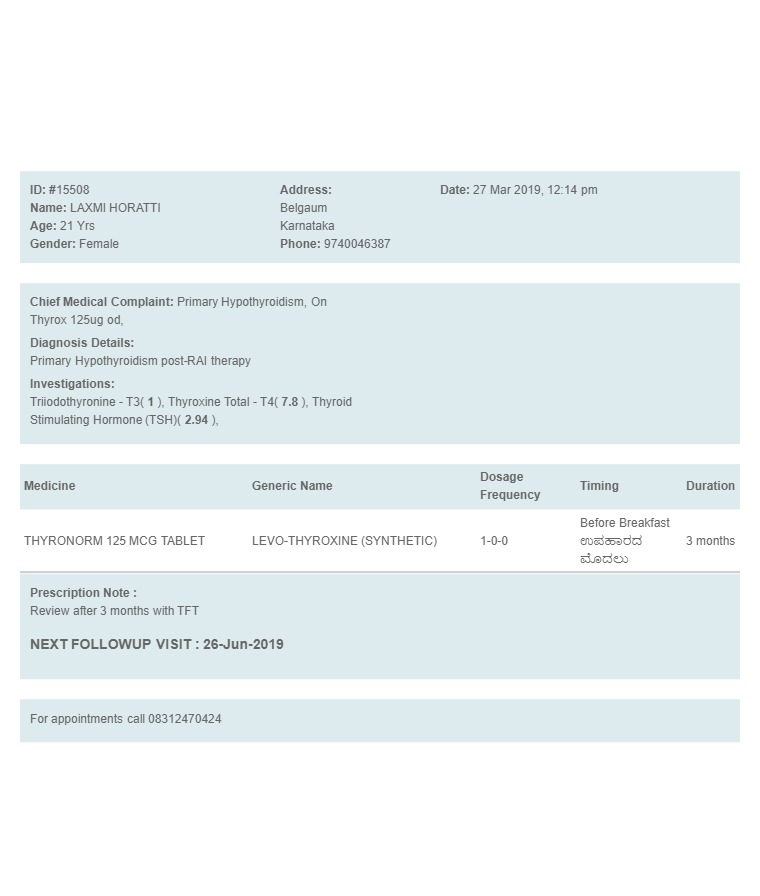 ID: #15508
Name: LAXMI HORATTI
Age: 21 Yrs
Gender: Female
Address:
Belgaum
Karnataka
Phone: 9740046387
Date: 27 Mar 2019, 12:14 pm
Chief Medical Complaint: Primary Hypothyroidism, On
Thyrox 125ug od,
Diagnosis Details:
Primary Hypothyroidism post-RAI therapy
Investigations:
Triiodothyronine - T3( 1 ), Thyroxine Total - T4( 7.8 ), Thyroid
Stimulating Hormone (TSH)( 2.94 ),
Medicine Generic Name Dosage Frequency Timing Duration
THYRONORM 125 MCG TABLET LEVO-THYROXINE (SYNTHETIC) 1-0-0 Before Breakfast ಉಪಹಾರದ ಮೊದಲು 3 months
Prescription Note :
Review after 3 months with TFT
NEXT FOLLOWUP VISIT : 26-Jun-2019
For appointments call 08312470424